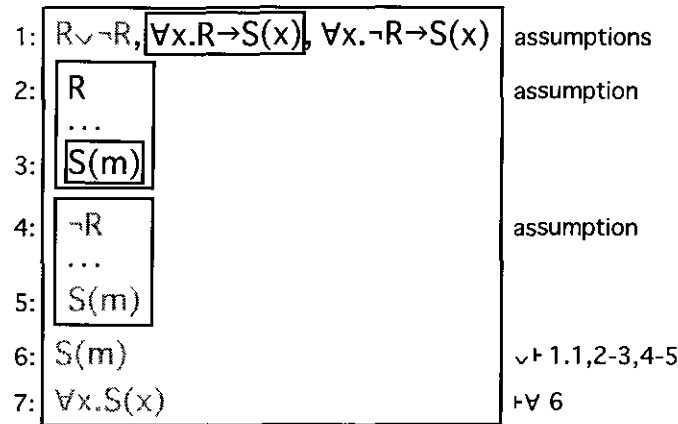 1: R∨¬R, ∀x.R→S(x), ∀x.¬R→S(x) assumptions
2: R assumption
...
3: S(m)
4: ¬R assumption
...
5: S(m)
6: S(m) ∨⊢ 1.1,2-3,4-5
7: ∀x.S(x) ⊢∀ 6